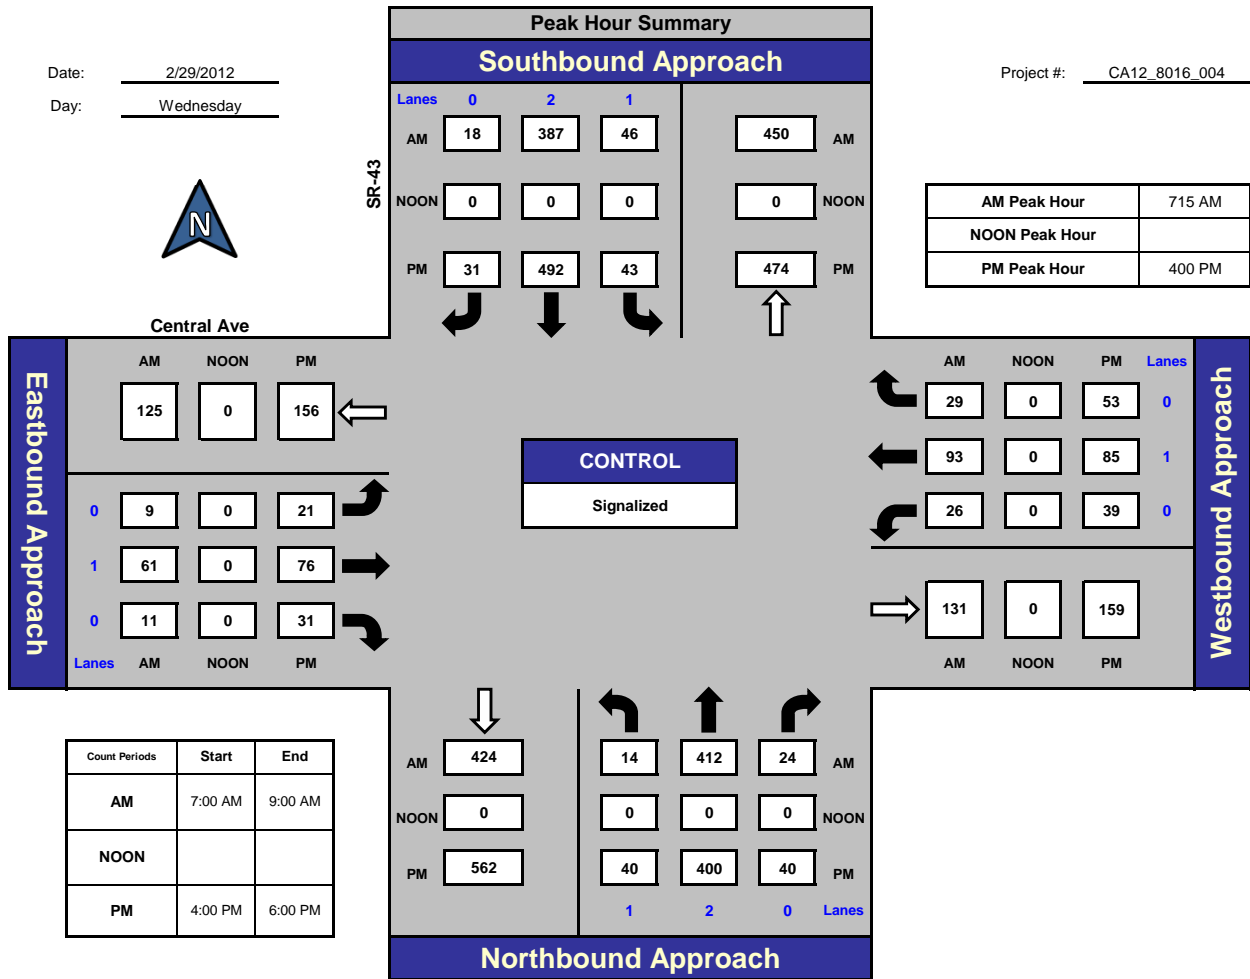 Peak Hour Summary
Southbound Approach
Date: 2/29/2012
Day: Wednesday
Project #: CA12_8016_004
Lanes 0 2 1
AM 18 387 46 450 AM
SR-43
NOON 0 0 0 0 NOON
PM 31 492 43 474 PM
N
AM Peak Hour 715 AM
NOON Peak Hour
PM Peak Hour 400 PM
Central Ave
Eastbound Approach
AM NOON PM
125 0 156
0 9 0 21
1 61 0 76
0 11 0 31
Lanes AM NOON PM
CONTROL
Signalized
AM NOON PM Lanes
29 0 53 0
93 0 85 1
26 0 39 0
131 0 159
AM NOON PM
Westbound Approach
Count Periods Start End
AM 7:00 AM 9:00 AM
NOON
PM 4:00 PM 6:00 PM
AM 424 14 412 24 AM
NOON 0 0 0 0 NOON
PM 562 40 400 40 PM
1 2 0 Lanes
Northbound Approach